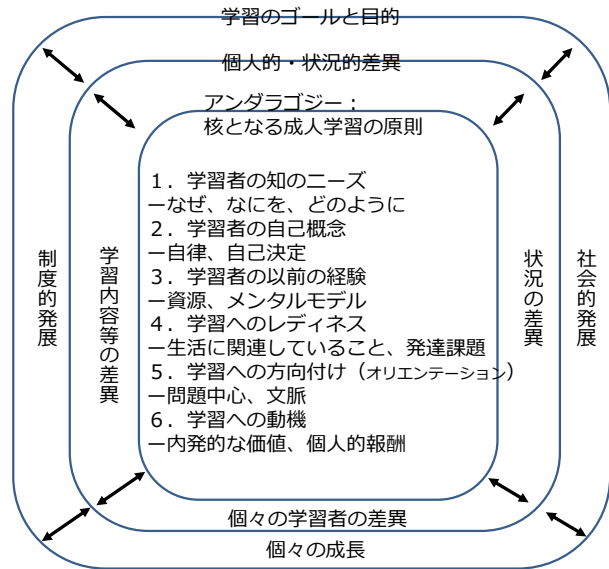 学習のゴールと目的
個人的・状況的差異
アンダラゴジー：
核となる成人学習の原則
１．学習者の知のニーズ
ーなぜ、なにを、どのように
２．学習者の自己概念
ー自律、自己決定
３．学習者の以前の経験
ー資源、メンタルモデル
４．学習へのレディネス
ー生活に関連していること、発達課題
５．学習への方向付け（オリエンテーション）
ー問題中心、文脈
６．学習への動機
ー内発的な価値、個人的報酬
制度的発展
学習内容等の差異
状況の差異
社会的発展
個々の学習者の差異
個々の成長